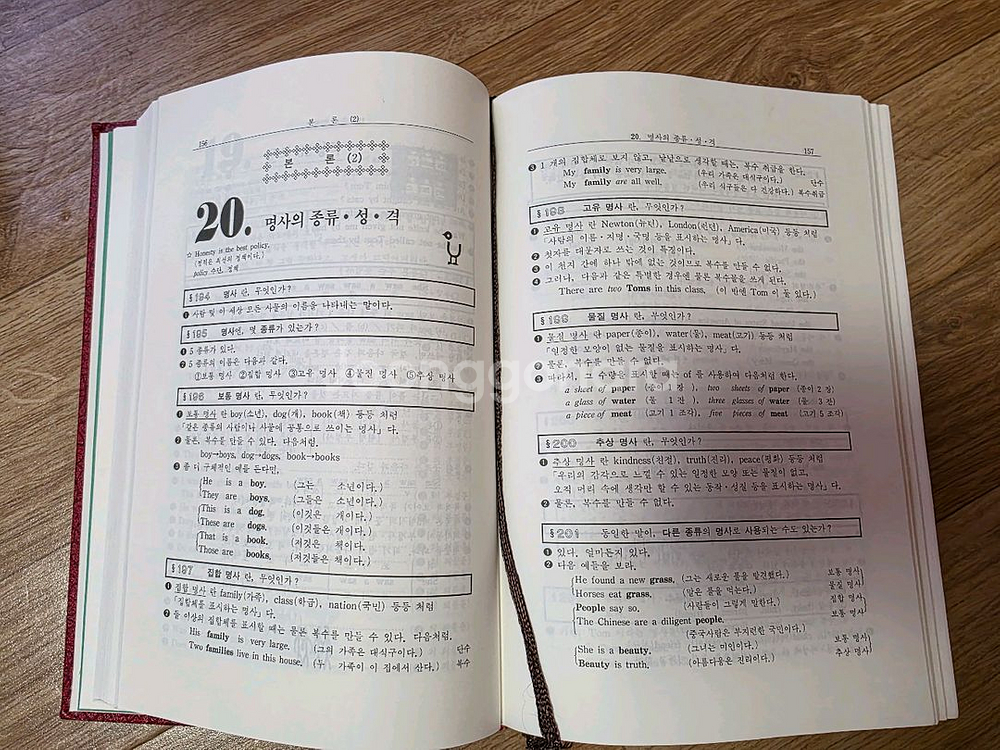 본 론 (2)
156
본 론 (2)
20. 명사의 종류·성·격
☆ Honesty is the best policy.
(정직은 최선의 정책이다.)
policy 수단, 정책
§194 명사란, 무엇인가?
❶ 사람 및 이 세상 모든 사물의 이름을 나타내는 말이다.
§195 명사엔, 몇 종류가 있는가?
❶ 5 종류가 있다.
❷ 5 종류의 이름은 다음과 같다.
①보통 명사 ②집합 명사 ③고유 명사 ④물질 명사 ⑤추상 명사
§196 보통 명사란, 무엇인가?
❶ 보통 명사란 boy(소년), dog(개), book(책) 등등 처럼
「같은 종류의 사람이나 사물에 공통으로 쓰이는 명사」다.
❷ 물론, 복수를 만들 수 있다. 다음처럼.
boy→boys, dog→dogs, book→books
❸ 좀 더 구체적인 예를 든다면,
He is a boy. (그는 소년이다.)
They are boys. (그들은 소년이다.)
This is a dog. (이것은 개이다.)
These are dogs. (이것들은 개이다.)
That is a book. (저것은 책이다.)
Those are books. (저것들은 책이다.)
§197 집합 명사란, 무엇인가?
❶ 집합 명사란 family(가족), class(학급), nation(국민) 등등 처럼
「집합체를 표시하는 명사」다.
❷ 둘 이상의 집합체를 표시할 때는 물론 복수를 만들 수 있다. 다음처럼.
His family is very large. (그의 가족은 대식구이다.) 단수
Two families live in this house. (두 가족이 이 집에서 산다.) 복수
20. 명사의 종류·성·격
157
❸ 1 개의 집합체로 보지 않고, 낱낱으로 생각할 때는, 복수 취급을 한다.
My family is very large. (우리 가족은 대식구이다.) 단수
My family are all well. (우리 식구들은 다 건강하다.) 복수취급
§198 고유 명사란, 무엇인가?
❶ 고유 명사란 Newton(뉴턴), London(런던), America(미국) 등등 처럼
「사람의 이름·지명·국명 등을 표시하는 명사」다.
❷ 첫자를 대문자로 쓰는 것이 특징이다.
❸ 이 천지 간에 하나 밖에 없는 것이므로 복수를 만들 수 없다.
❹ 그러나, 다음과 같은 특별한 경우엔 물론 복수꼴을 쓰게 된다.
There are two Toms in this class. (이 반엔 Tom 이 둘 있다.)
§199 물질 명사란, 무엇인가?
❶ 물질 명사란 paper(종이), water(물), meat(고기) 등등 처럼
「일정한 모양이 없는 물질을 표시하는 명사」다.
❷ 물론, 복수를 만들 수 없다.
❸ 따라서, 그 수량은 표시할 때는 of를 사용하여 다음처럼 한다.
a sheet of paper (종이 1 장), two sheets of paper (종이 2 장)
a glass of water (물 1 잔), three glasses of water (물 3 잔)
a piece of meat (고기 1 조각), five pieces of meat (고기 5 조각)
§200 추상 명사란, 무엇인가?
❶ 추상 명사란 kindness(친절), truth(진리), peace(평화) 등등 처럼
「우리의 감각으로 느낄 수 있는 일정한 모양 또는 물질이 없고,
오직 머리 속에 생각만 할 수 있는 동작·성질 등을 표시하는 명사」다.
❷ 물론, 복수를 만들 수 없다.
§201 동일한 말이, 다른 종류의 명사로 사용되는 수도 있는가?
❶ 있다. 얼마든지 있다.
❷ 다음 예들을 보라.
He found a new grass. (그는 새로운 풀을 발견했다.) 보통 명사
Horses eat grass. (말은 풀을 먹는다.) 물질 명사
People say so. (사람들이 그렇게 말한다.) 집합 명사
The Chinese are a diligent people. 보통 명사
(중국사람은 부지런한 국민이다.)
She is a beauty. (그녀는 미인이다.) 보통 명사
Beauty is truth. (아름다움은 진리이다.) 추상 명사